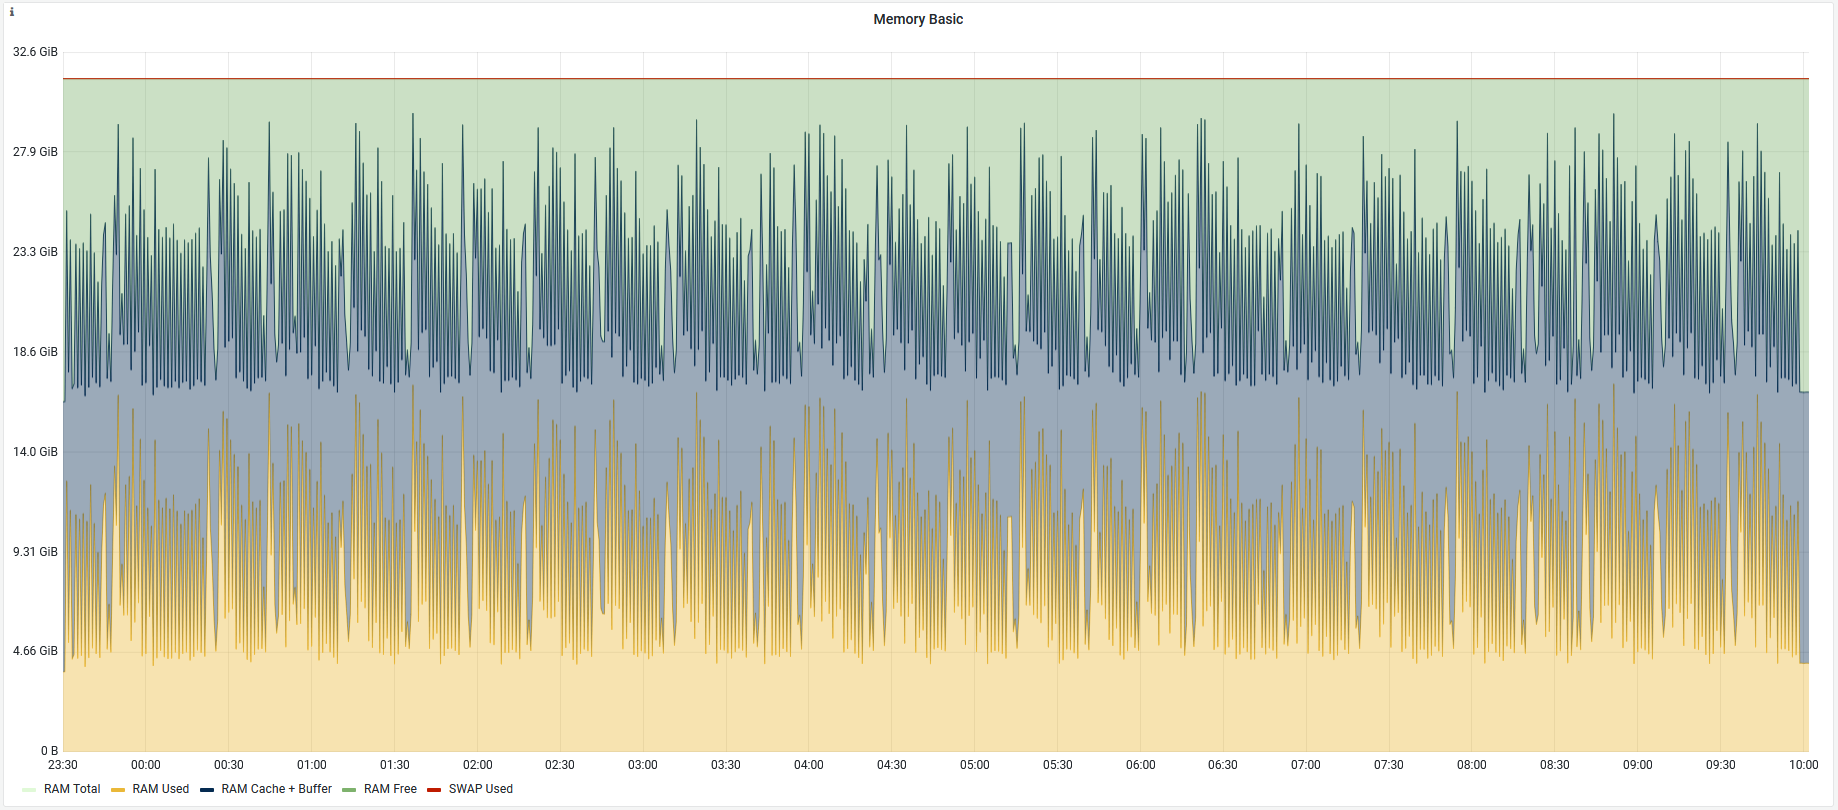 i
Memory Basic
32.6 GiB
27.9 GiB
23.3 GiB
18.6 GiB
14.0 GiB
9.31 GiB
4.66 GiB
0 B
23:30 00:00 00:30 01:00 01:30 02:00 02:30 03:00 03:30 04:00 04:30 05:00 05:30 06:00 06:30 07:00 07:30 08:00 08:30 09:00 09:30 10:00
RAM Total RAM Used RAM Cache + Buffer RAM Free SWAP Used